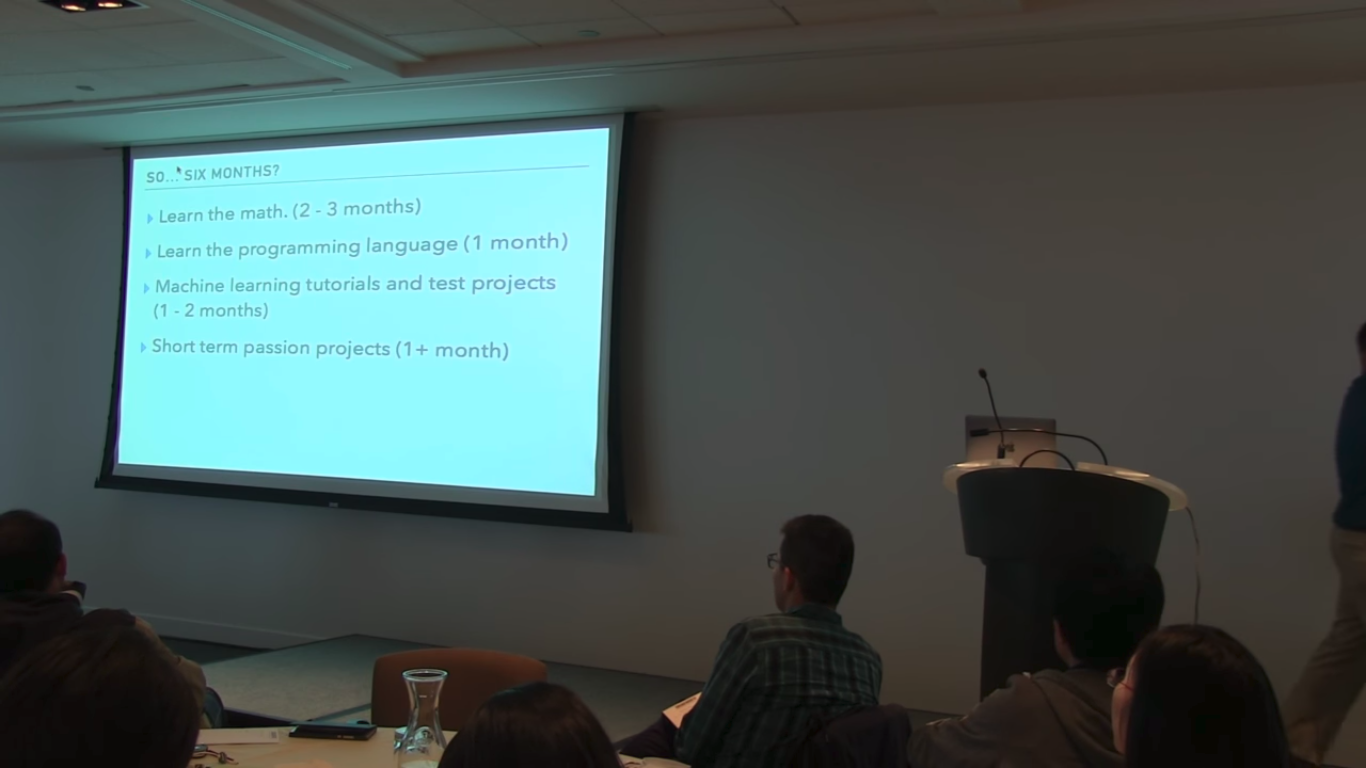 SO... SIX MONTHS?
Learn the math. (2 - 3 months)
Learn the programming language (1 month)
Machine learning tutorials and test projects
(1 - 2 months)
Short term passion projects (1+ month)